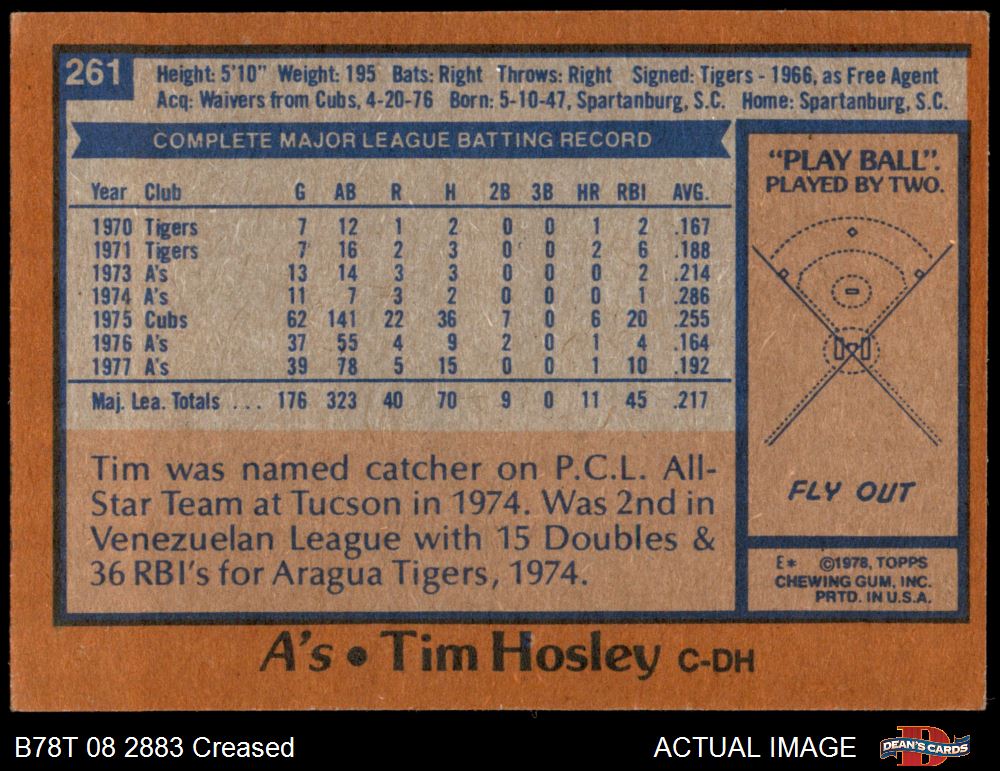 261
Height: 5'10" Weight: 195 Bats: Right Throws: Right Signed: Tigers - 1966, as Free Agent
Acq: Waivers from Cubs, 4-20-76 Born: 5-10-47, Spartanburg, S.C. Home: Spartanburg, S.C.
COMPLETE MAJOR LEAGUE BATTING RECORD
Year Club G AB R H 2B 3B HR RBI AVG.
1970 Tigers 7 12 1 2 0 0 1 2 .167
1971 Tigers 7 16 2 3 0 0 2 6 .188
1973 A's 13 14 3 3 0 0 0 2 .214
1974 A's 11 7 3 2 0 0 0 1 .286
1975 Cubs 62 141 22 36 7 0 6 20 .255
1976 A's 37 55 4 9 2 0 1 4 .164
1977 A's 39 78 5 15 0 0 1 10 .192
Maj. Lea. Totals ... 176 323 40 70 9 0 11 45 .217
Tim was named catcher on P.C.L. All-
Star Team at Tucson in 1974. Was 2nd in
Venezuelan League with 15 Doubles &
36 RBI's for Aragua Tigers, 1974.
"PLAY BALL".
PLAYED BY TWO.
FLY OUT
E* ©1978, TOPPS
CHEWING GUM, INC.
PRTD. IN U.S.A.
A's • Tim Hosley C-DH
B78T 08 2883 Creased
ACTUAL IMAGE
DEAN'S CARDS